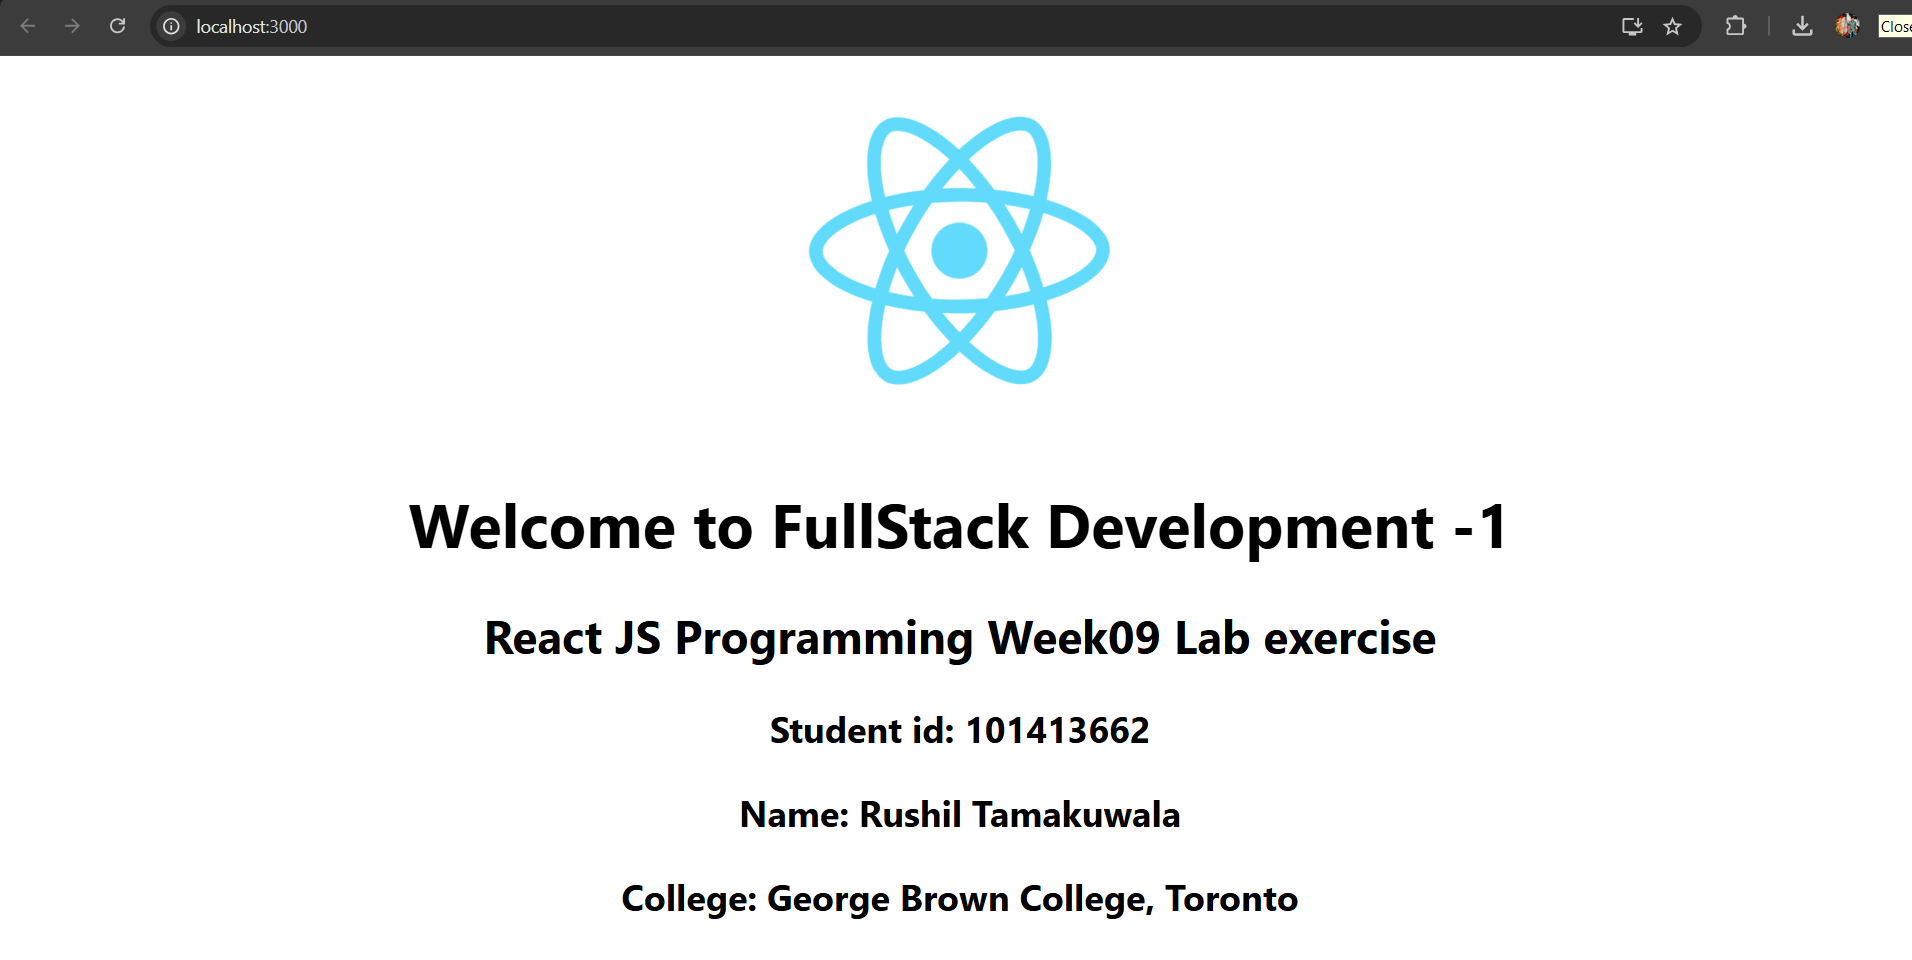 localhost:3000
Close
Welcome to FullStack Development -1
React JS Programming Week09 Lab exercise
Student id: 101413662
Name: Rushil Tamakuwala
College: George Brown College, Toronto